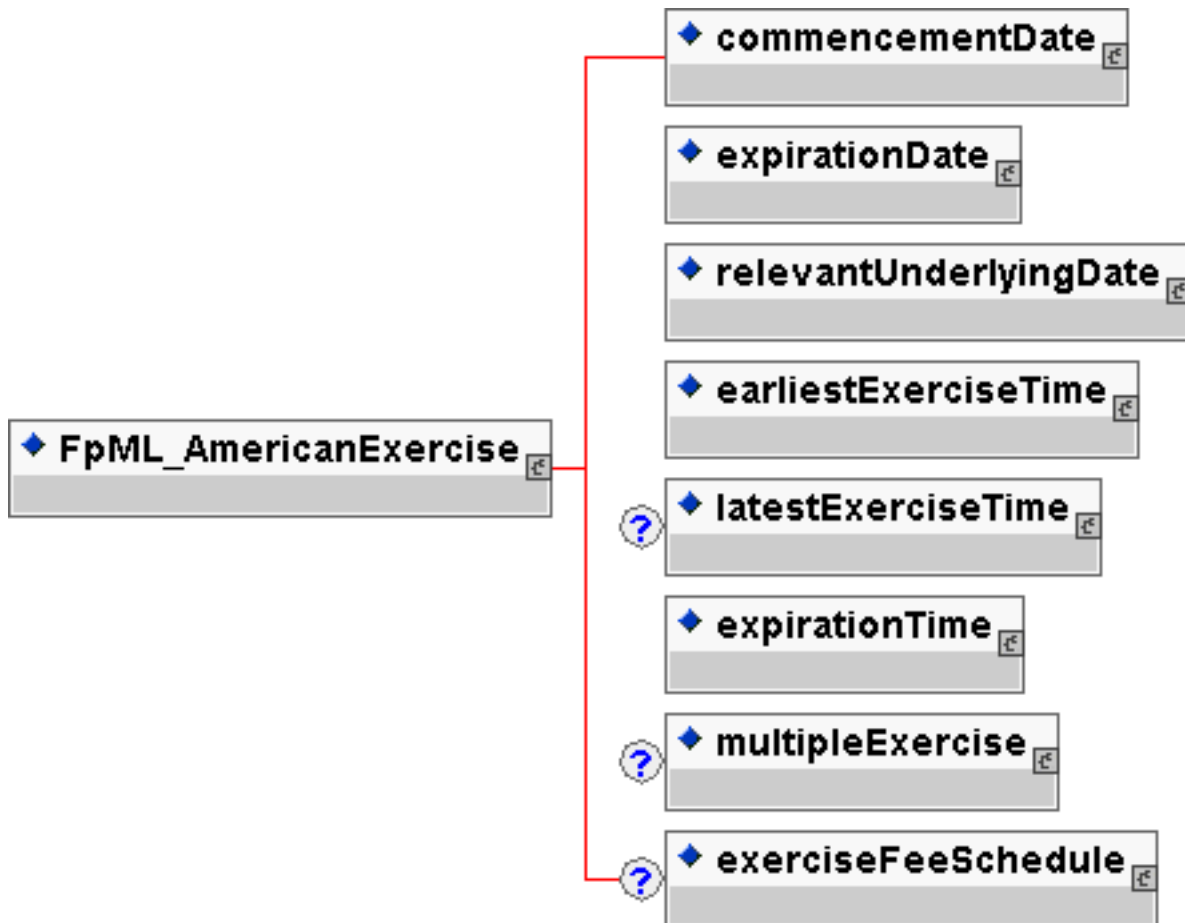 commencementDate
expirationDate
relevantUnderlyingDate
earliestExerciseTime
FpML_AmericanExercise
? latestExerciseTime
expirationTime
? multipleExercise
? exerciseFeeSchedule